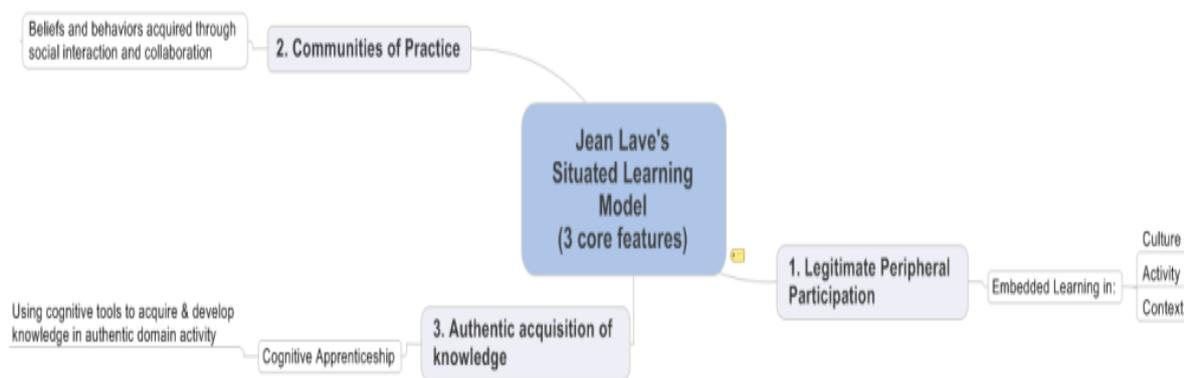 Beliefs and behaviors acquired through
social interaction and collaboration
2. Communities of Practice
Jean Lave's
Situated Learning
Model
(3 core features)
1. Legitimate Peripheral
Participation
Embedded Learning in:
Culture
Activity
Context
3. Authentic acquisition of
knowledge
Cognitive Apprenticeship
Using cognitive tools to acquire & develop
knowledge in authentic domain activity